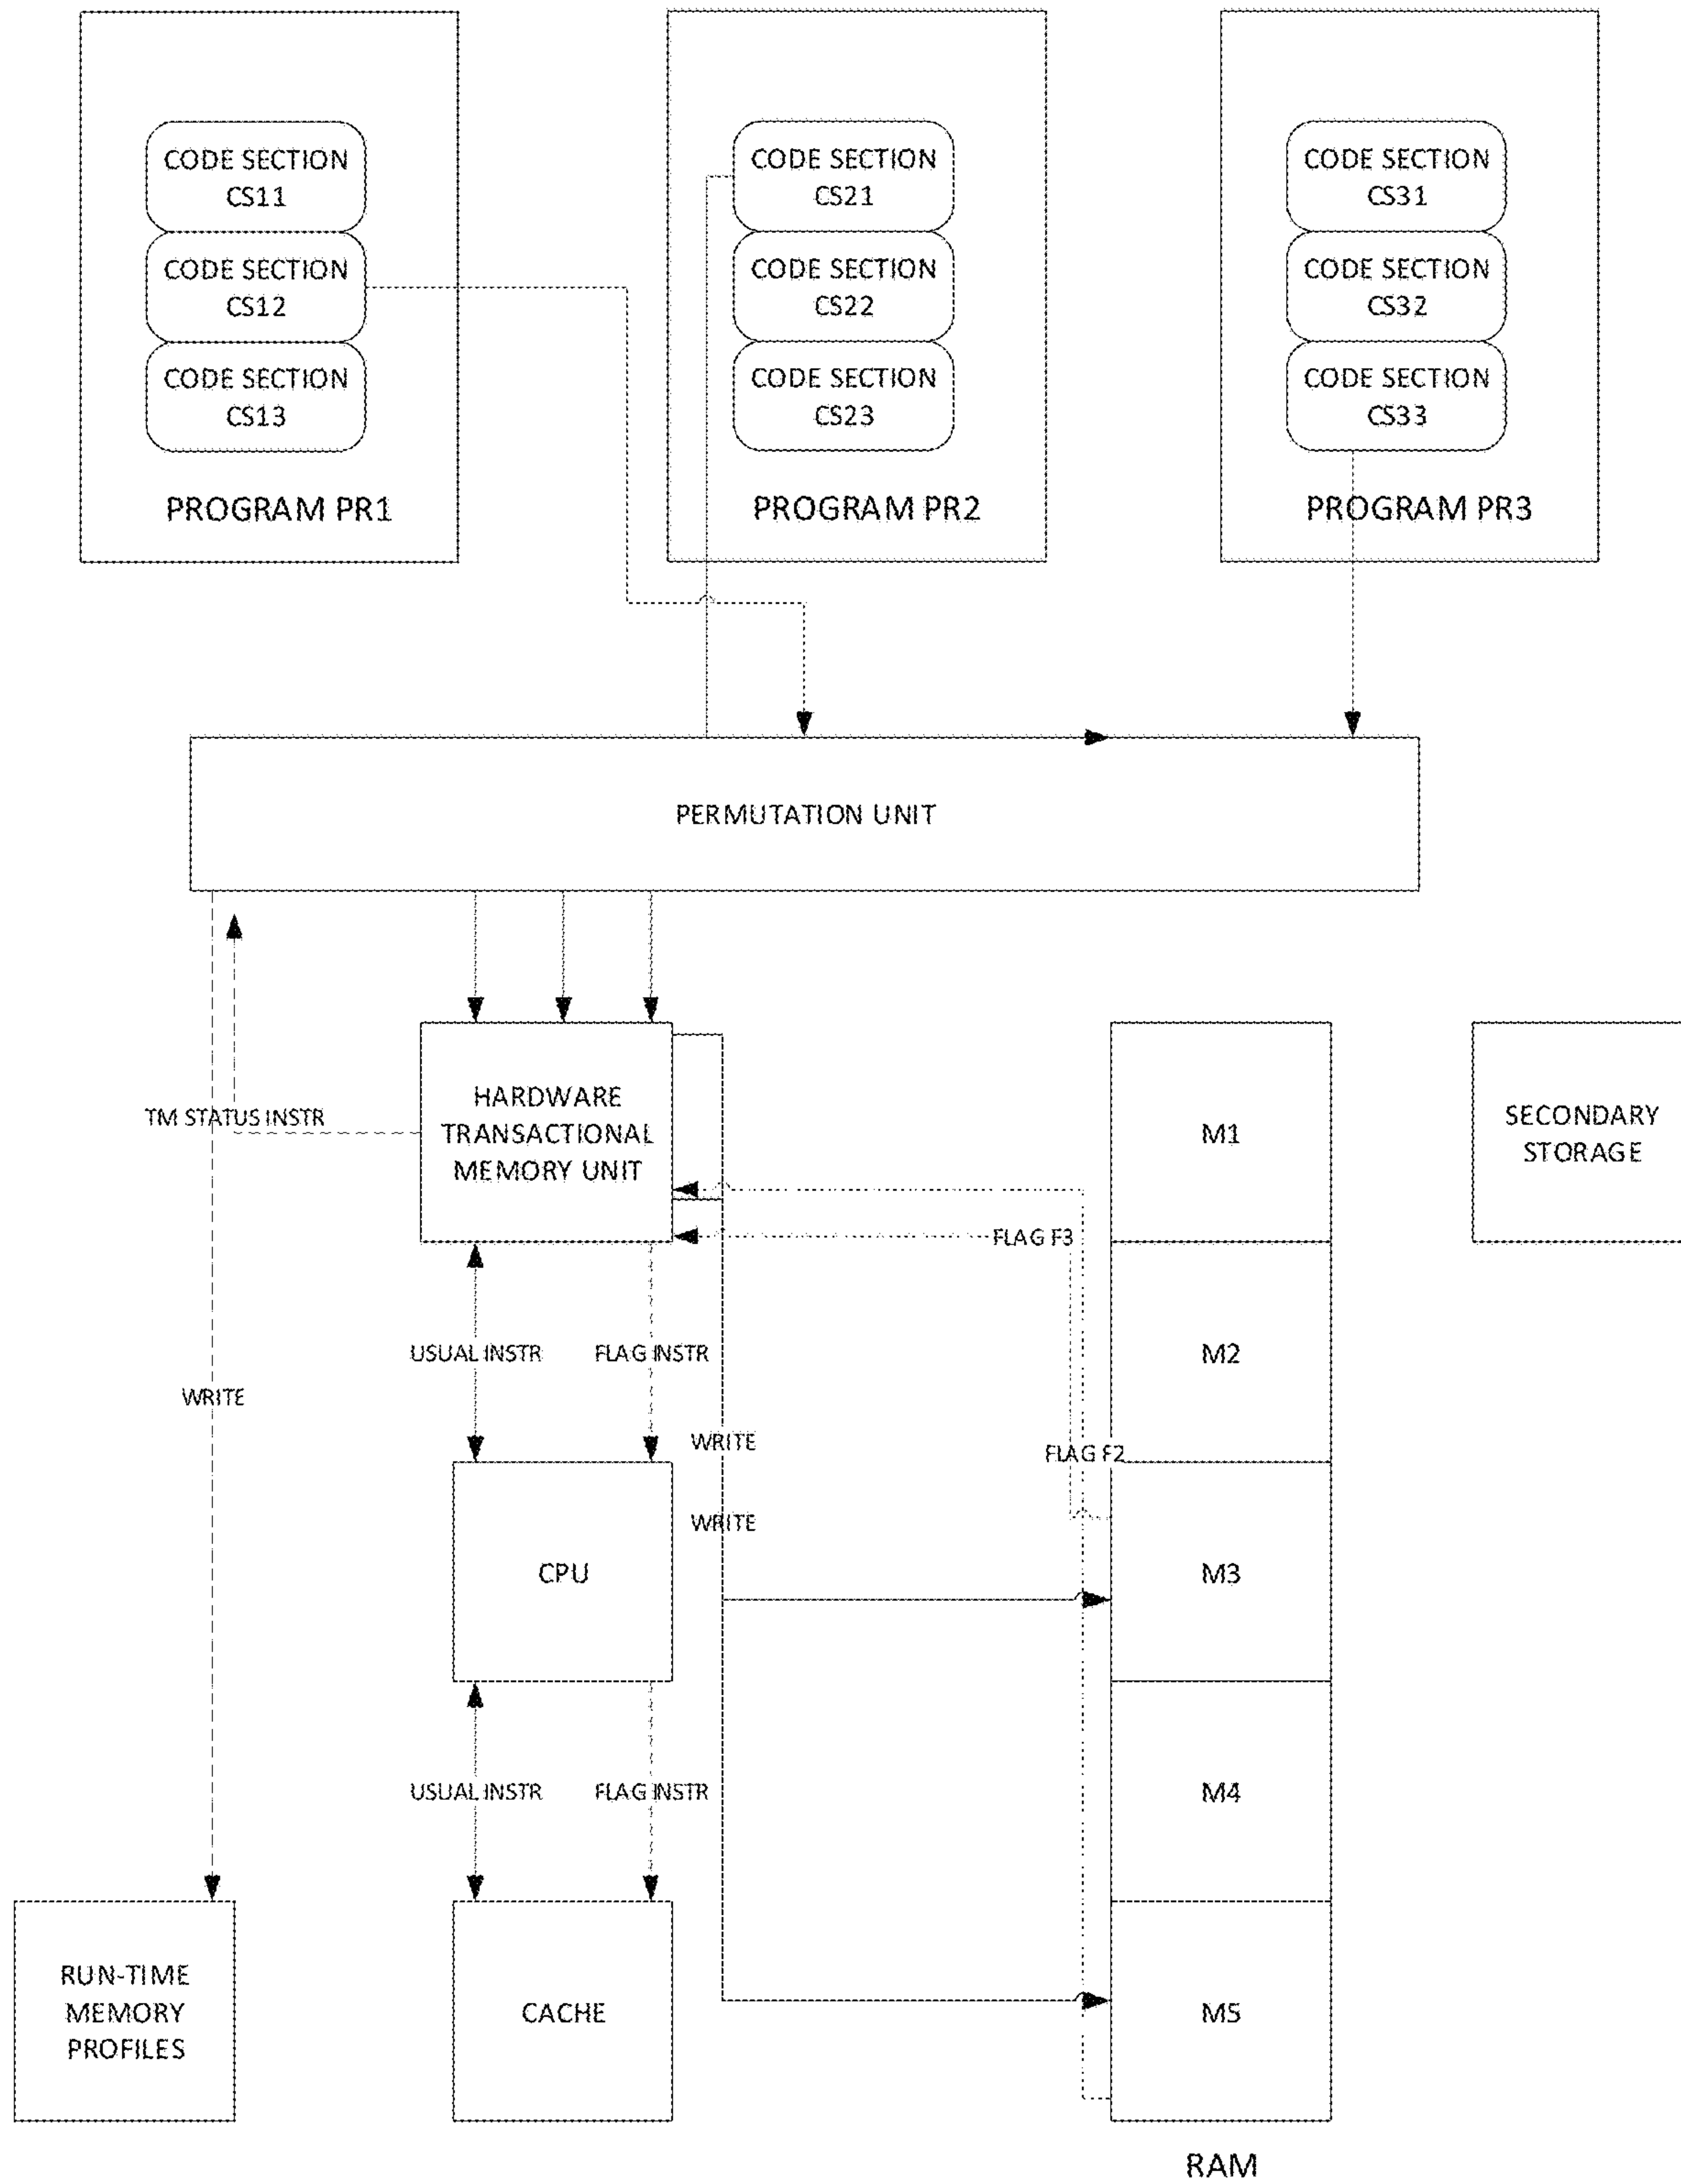 CODE SECTION
CS11
CODE SECTION
CS12
CODE SECTION
CS13
PROGRAM PR1
CODE SECTION
CS21
CODE SECTION
CS22
CODE SECTION
CS23
PROGRAM PR2
CODE SECTION
CS31
CODE SECTION
CS32
CODE SECTION
CS33
PROGRAM PR3
PERMUTATION UNIT
HARDWARE
TRANSACTIONAL
MEMORY UNIT
TM STATUS INSTR
M1
SECONDARY
STORAGE
FLAG F3
USUAL INSTR
FLAG INSTR
M2
WRITE
WRITE
FLAG F2
WRITE
CPU
M3
USUAL INSTR
FLAG INSTR
M4
RUN-TIME
MEMORY
PROFILES
CACHE
M5
RAM